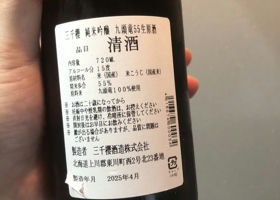 三千櫻 純米吟醸 九頭竜55生原酒
品目 清酒
内容量 720ML
アルコール分 15度
原材料名 米(国産) 米こうじ(国産米)
精米歩合 55%
原料米 九頭竜100%使用
●お酒は二十歳になってから
製造者 三千櫻酒造株式会社
北海道上川郡東川町西2号北23番地
製造年月 2025年4月